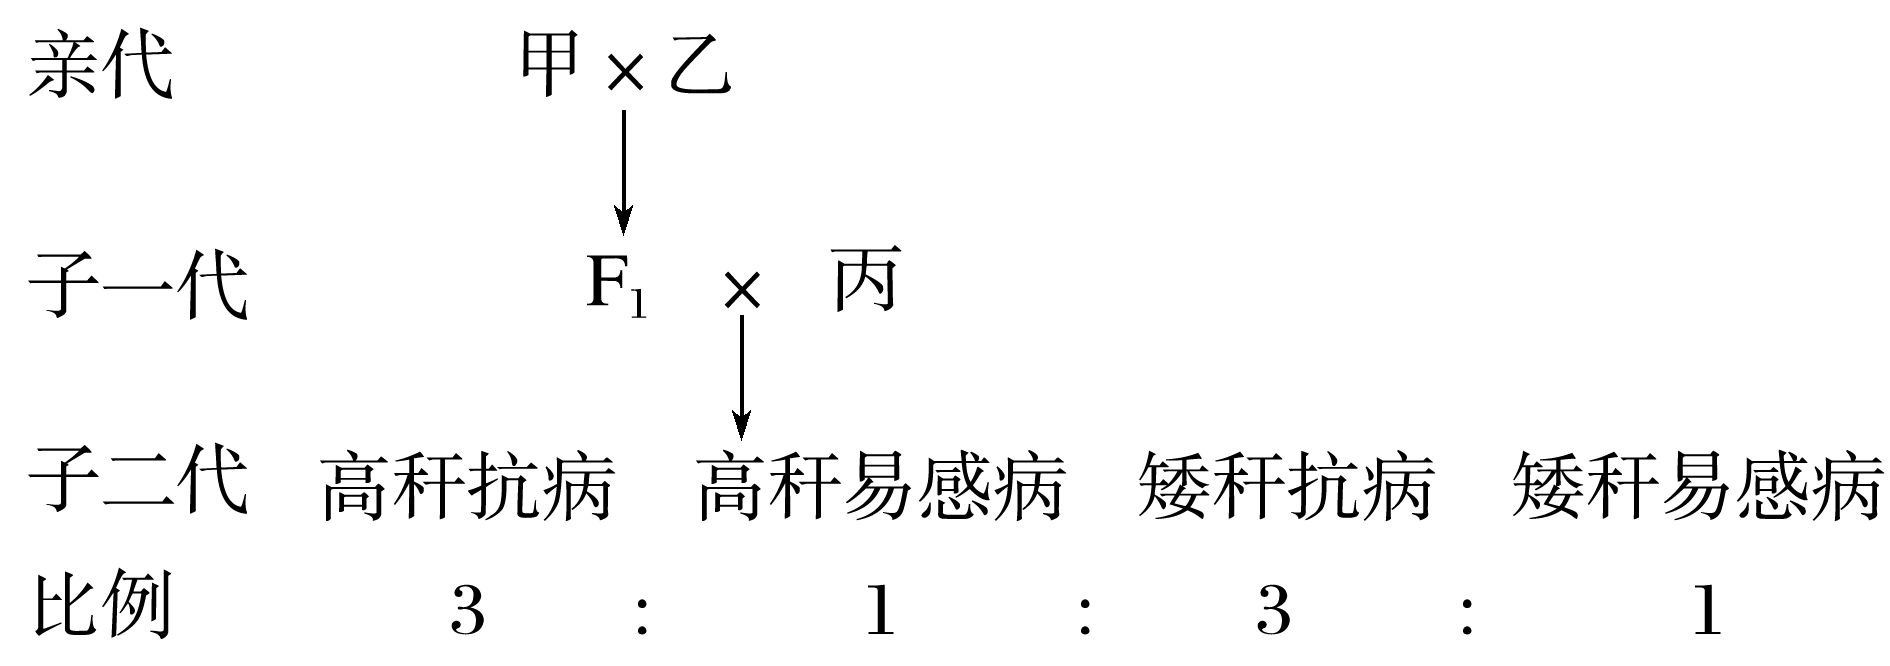 亲代 甲 × 乙
子一代 F₁ × 丙
子二代 高秆抗病 高秆易感病 矮秆抗病 矮秆易感病
比例 3 : 1 : 3 : 1